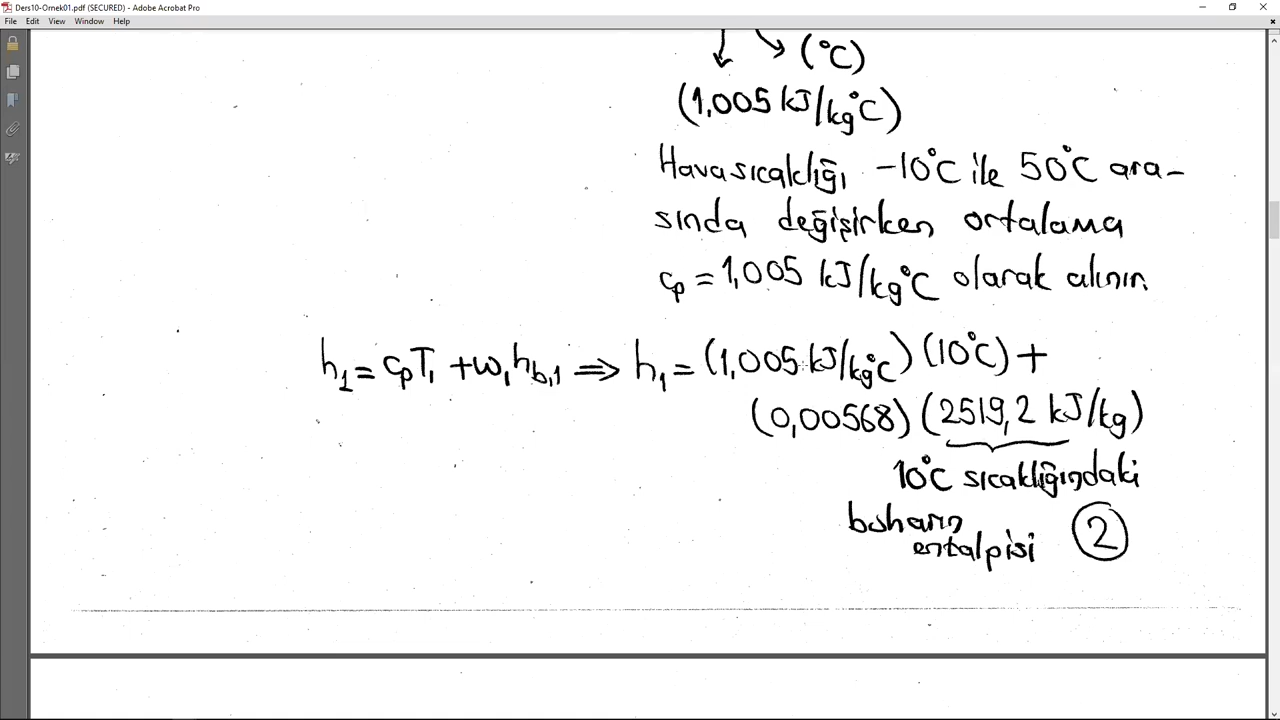 Ders10-Ornek01.pdf (SECURED) - Adobe Acrobat Pro
File Edit View Window Help
(°C)
(1,005 kJ/kg°C)
Hava sıcaklığı -10°C ile 50°C ara-
sında değişirken ortalama
cp = 1,005 kJ/kg°C olarak alınır.
h₁ = cpT₁ + ω₁h_b,1 ⇒ h₁ = (1,005 kJ/kg°C) (10°C) +
(0,00568) (2519,2 kJ/kg)
10°C sıcaklığındaki
buharın
entalpisi
2